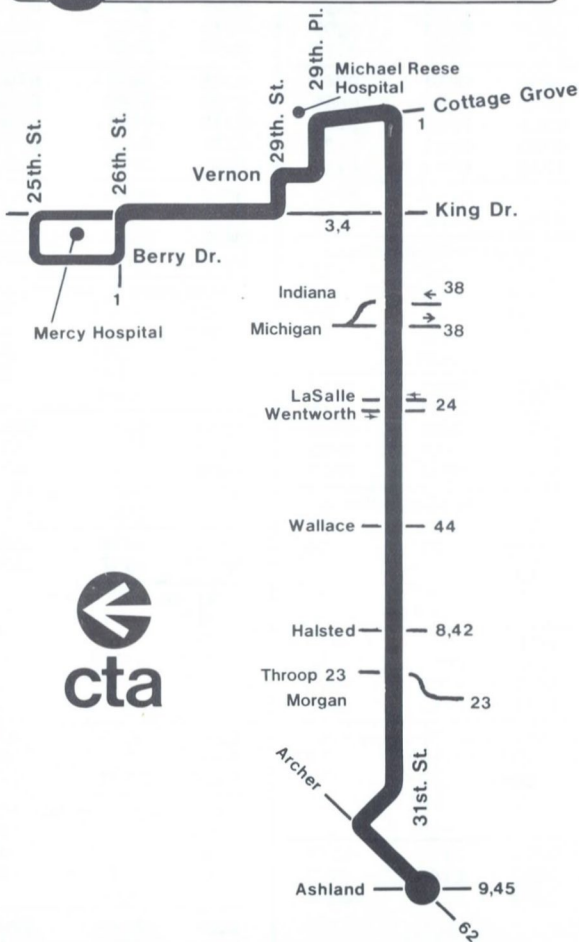 29th. Pl.
Michael Reese
Hospital
29th. St.
Cottage Grove
1
25th. St.
26th. St.
Vernon
3,4
King Dr.
Berry Dr.
1
Mercy Hospital
Indiana
38
Michigan
38
LaSalle
Wentworth
24
Wallace
44
Halsted
8,42
Throop 23
Morgan
23
cta
Archer
31st. St.
Ashland
9,45
62